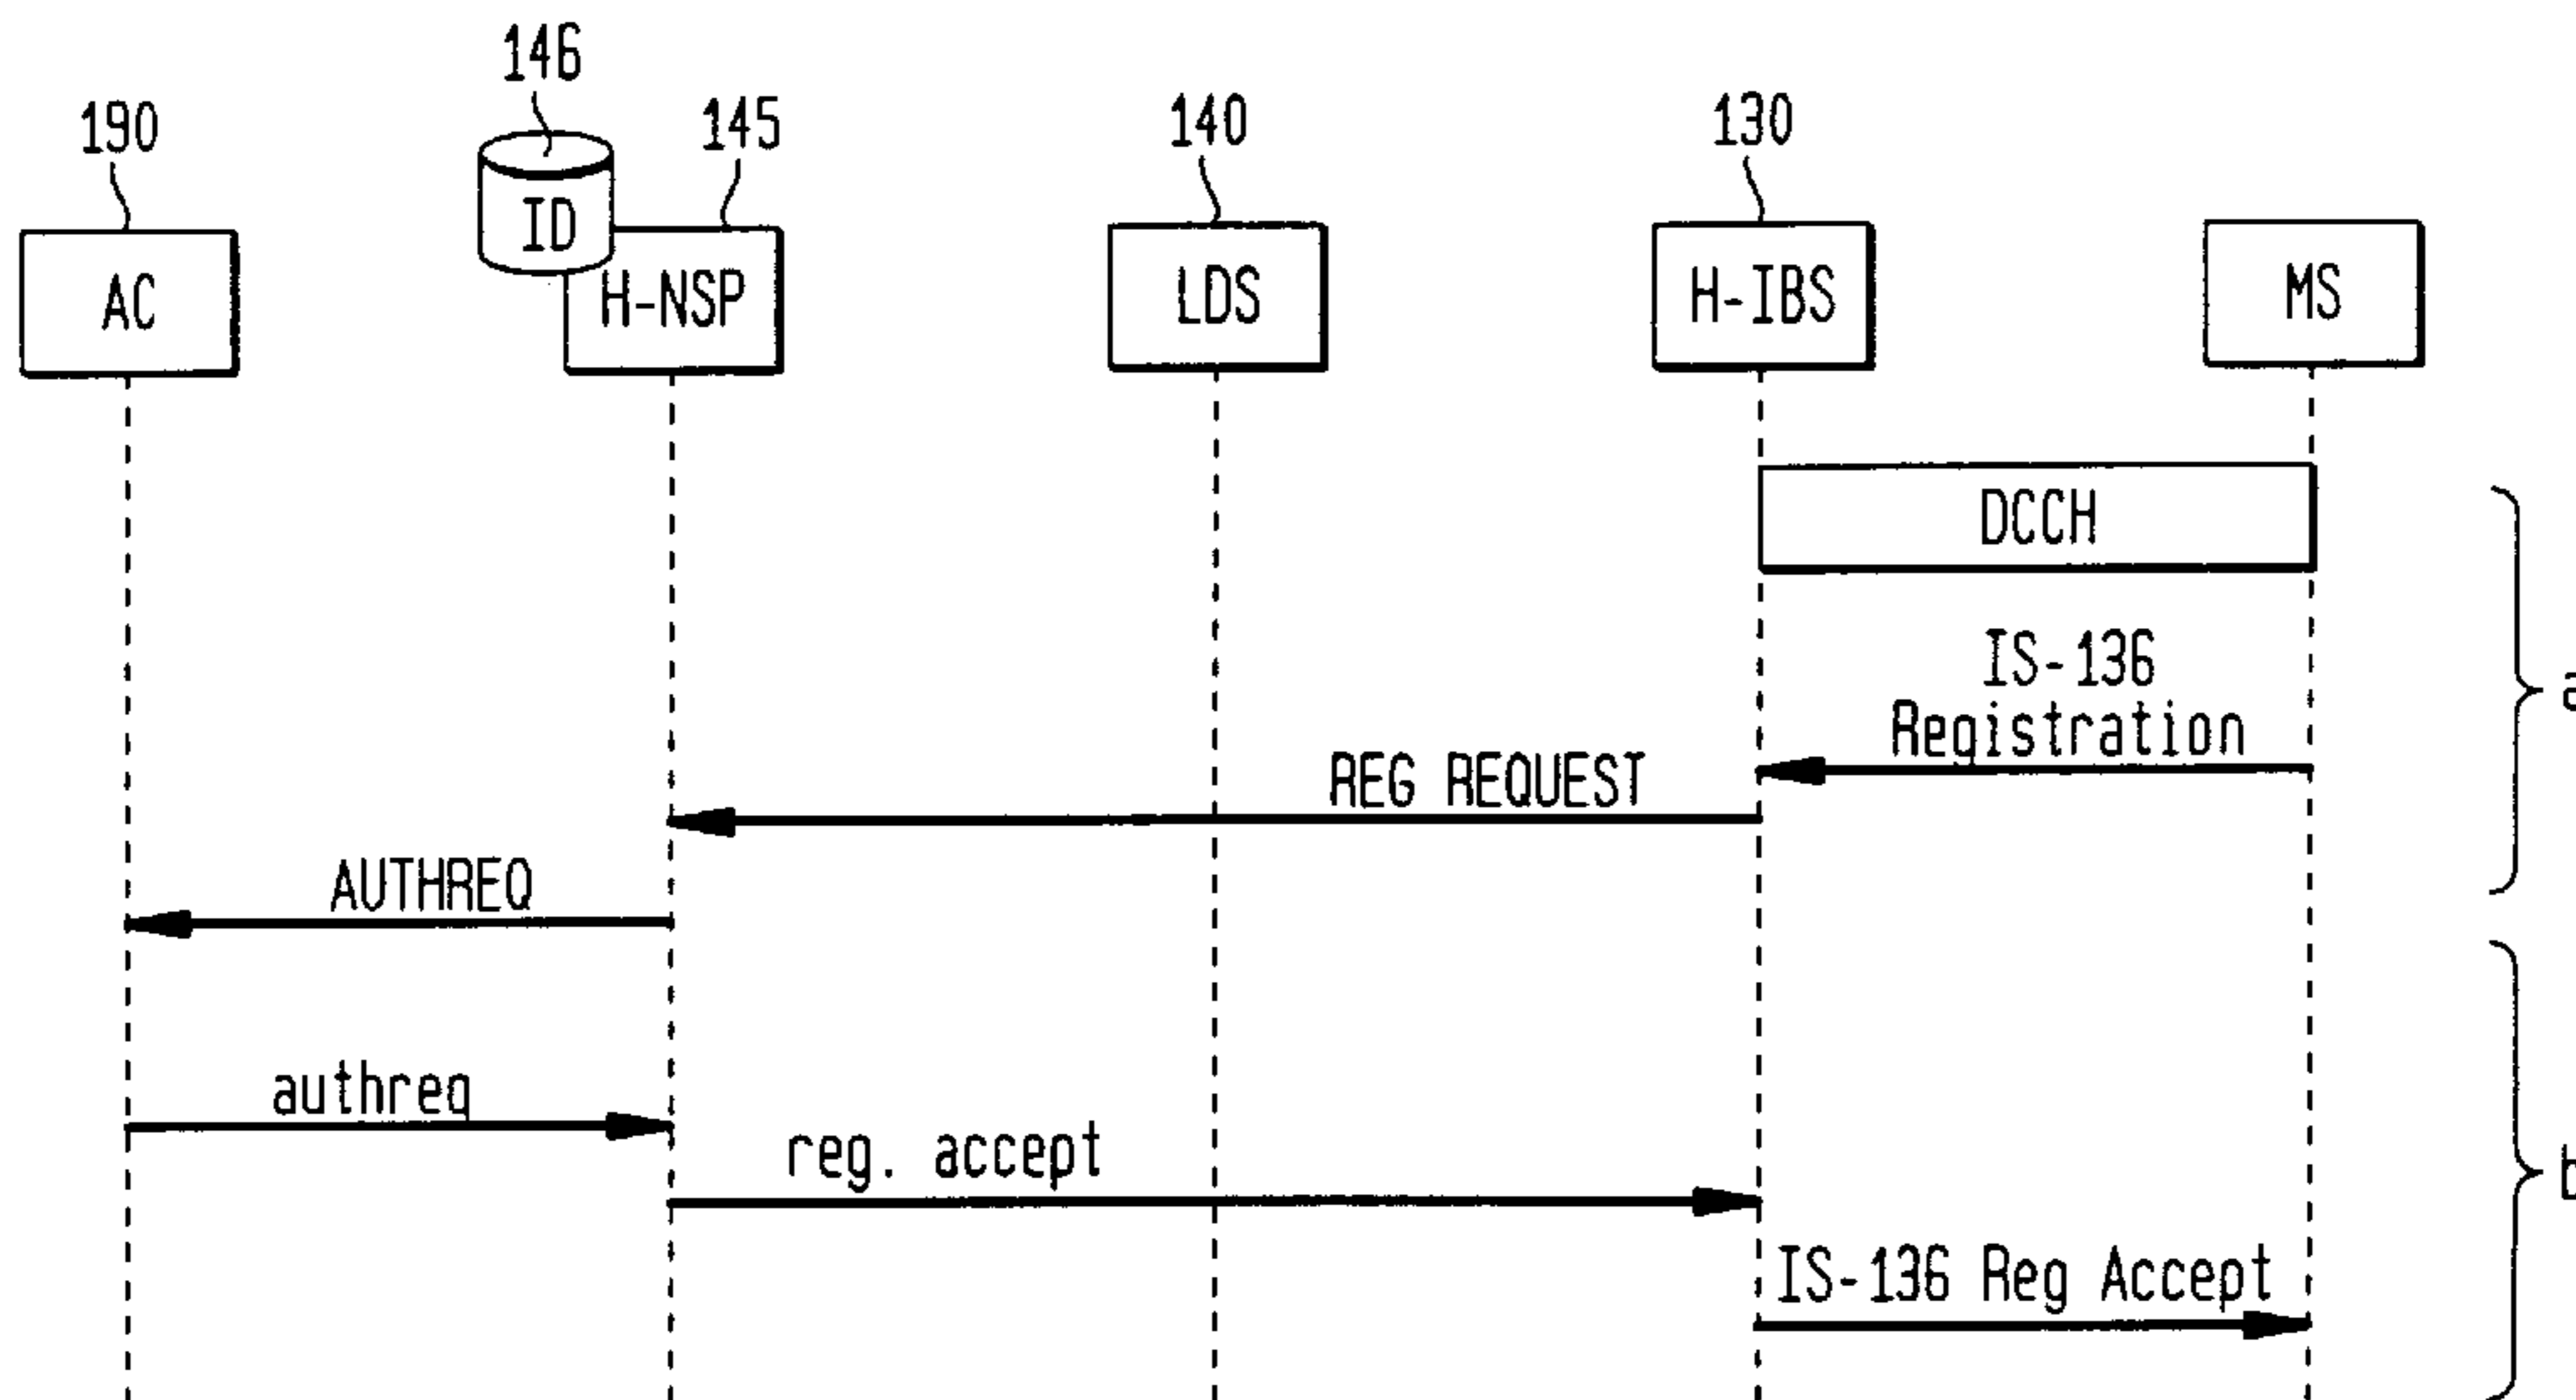 146
190
145
140
130
ID
AC
H-NSP
LDS
H-IBS
MS
DCCH
IS-136
Registration
a
REG REQUEST
AUTHREQ
authreq
reg. accept
b
IS-136 Reg Accept